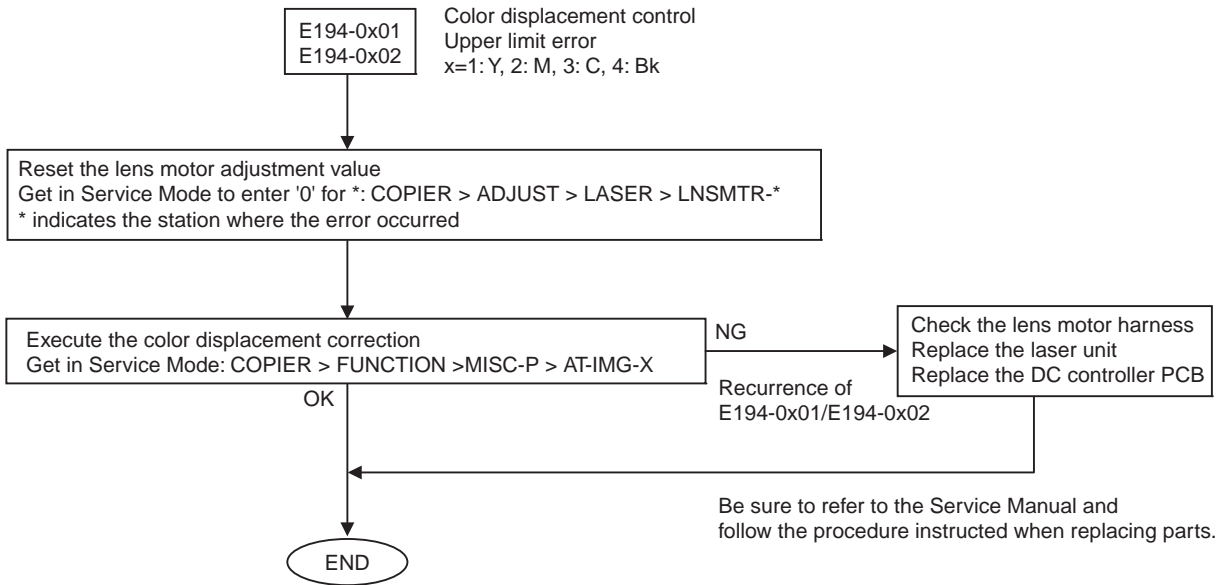 E194-0x01
E194-0x02
Color displacement control
Upper limit error
x=1: Y, 2: M, 3: C, 4: Bk
Reset the lens motor adjustment value
Get in Service Mode to enter '0' for *: COPIER > ADJUST > LASER > LNSMTR-*
* indicates the station where the error occurred
Execute the color displacement correction
Get in Service Mode: COPIER > FUNCTION >MISC-P > AT-IMG-X
NG
Recurrence of
E194-0x01/E194-0x02
Check the lens motor harness
Replace the laser unit
Replace the DC controller PCB
OK
Be sure to refer to the Service Manual and
follow the procedure instructed when replacing parts.
END